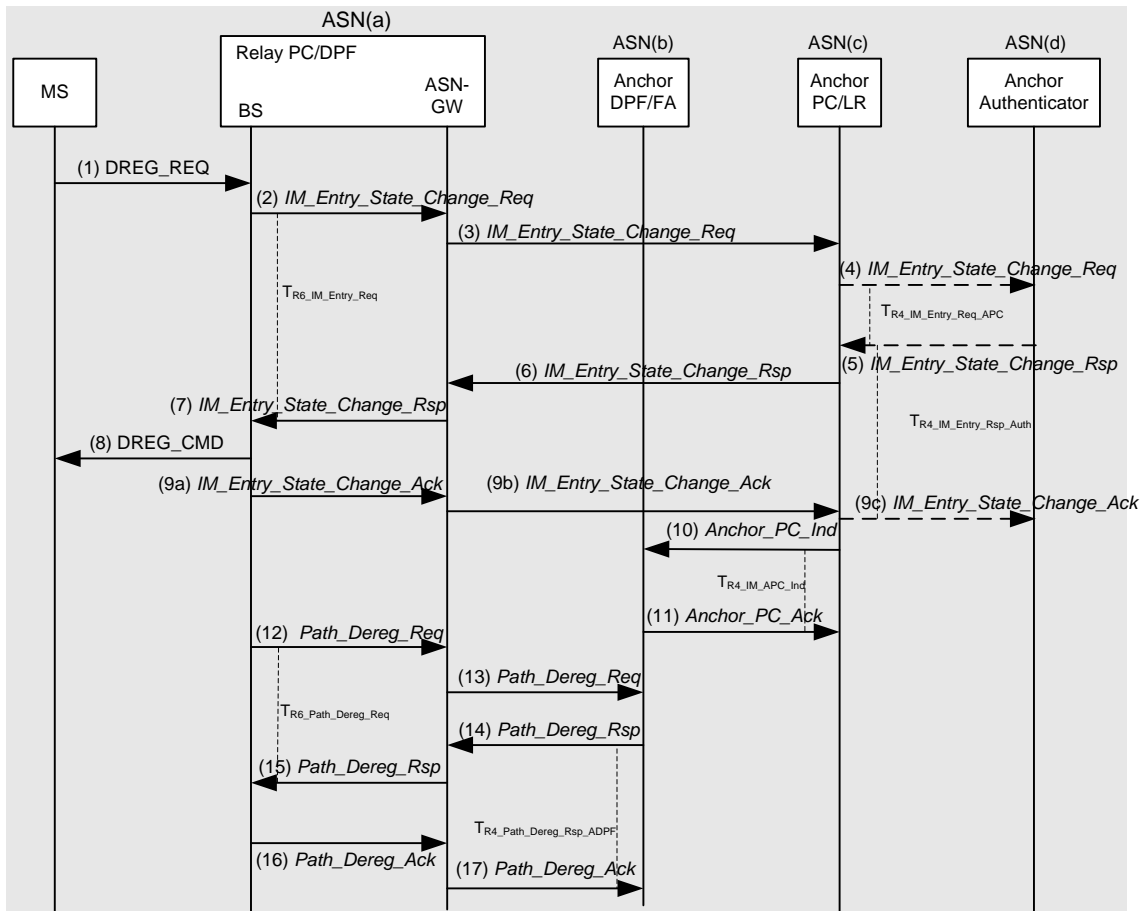 ASN(a)
Relay PC/DPF
ASN(b)
ASN(c)
ASN(d)
MS
BS
ASN-
GW
Anchor
DPF/FA
Anchor
PC/LR
Anchor
Authenticator
(1) DREG_REQ
(2) IM_Entry_State_Change_Req
(3) IM_Entry_State_Change_Req
(4) IM_Entry_State_Change_Req
TR6_IM_Entry_Req
TR4_IM_Entry_Req_APC
(5) IM_Entry_State_Change_Rsp
(6) IM_Entry_State_Change_Rsp
(7) IM_Entry_State_Change_Rsp
TR4_IM_Entry_Rsp_Auth
(8) DREG_CMD
(9a) IM_Entry_State_Change_Ack
(9b) IM_Entry_State_Change_Ack
(9c) IM_Entry_State_Change_Ack
(10) Anchor_PC_Ind
TR4_IM_APC_Ind
(11) Anchor_PC_Ack
(12) Path_Dereg_Req
(13) Path_Dereg_Req
TR6_Path_Dereg_Req
(14) Path_Dereg_Rsp
(15) Path_Dereg_Rsp
TR4_Path_Dereg_Rsp_ADPF
(16) Path_Dereg_Ack
(17) Path_Dereg_Ack